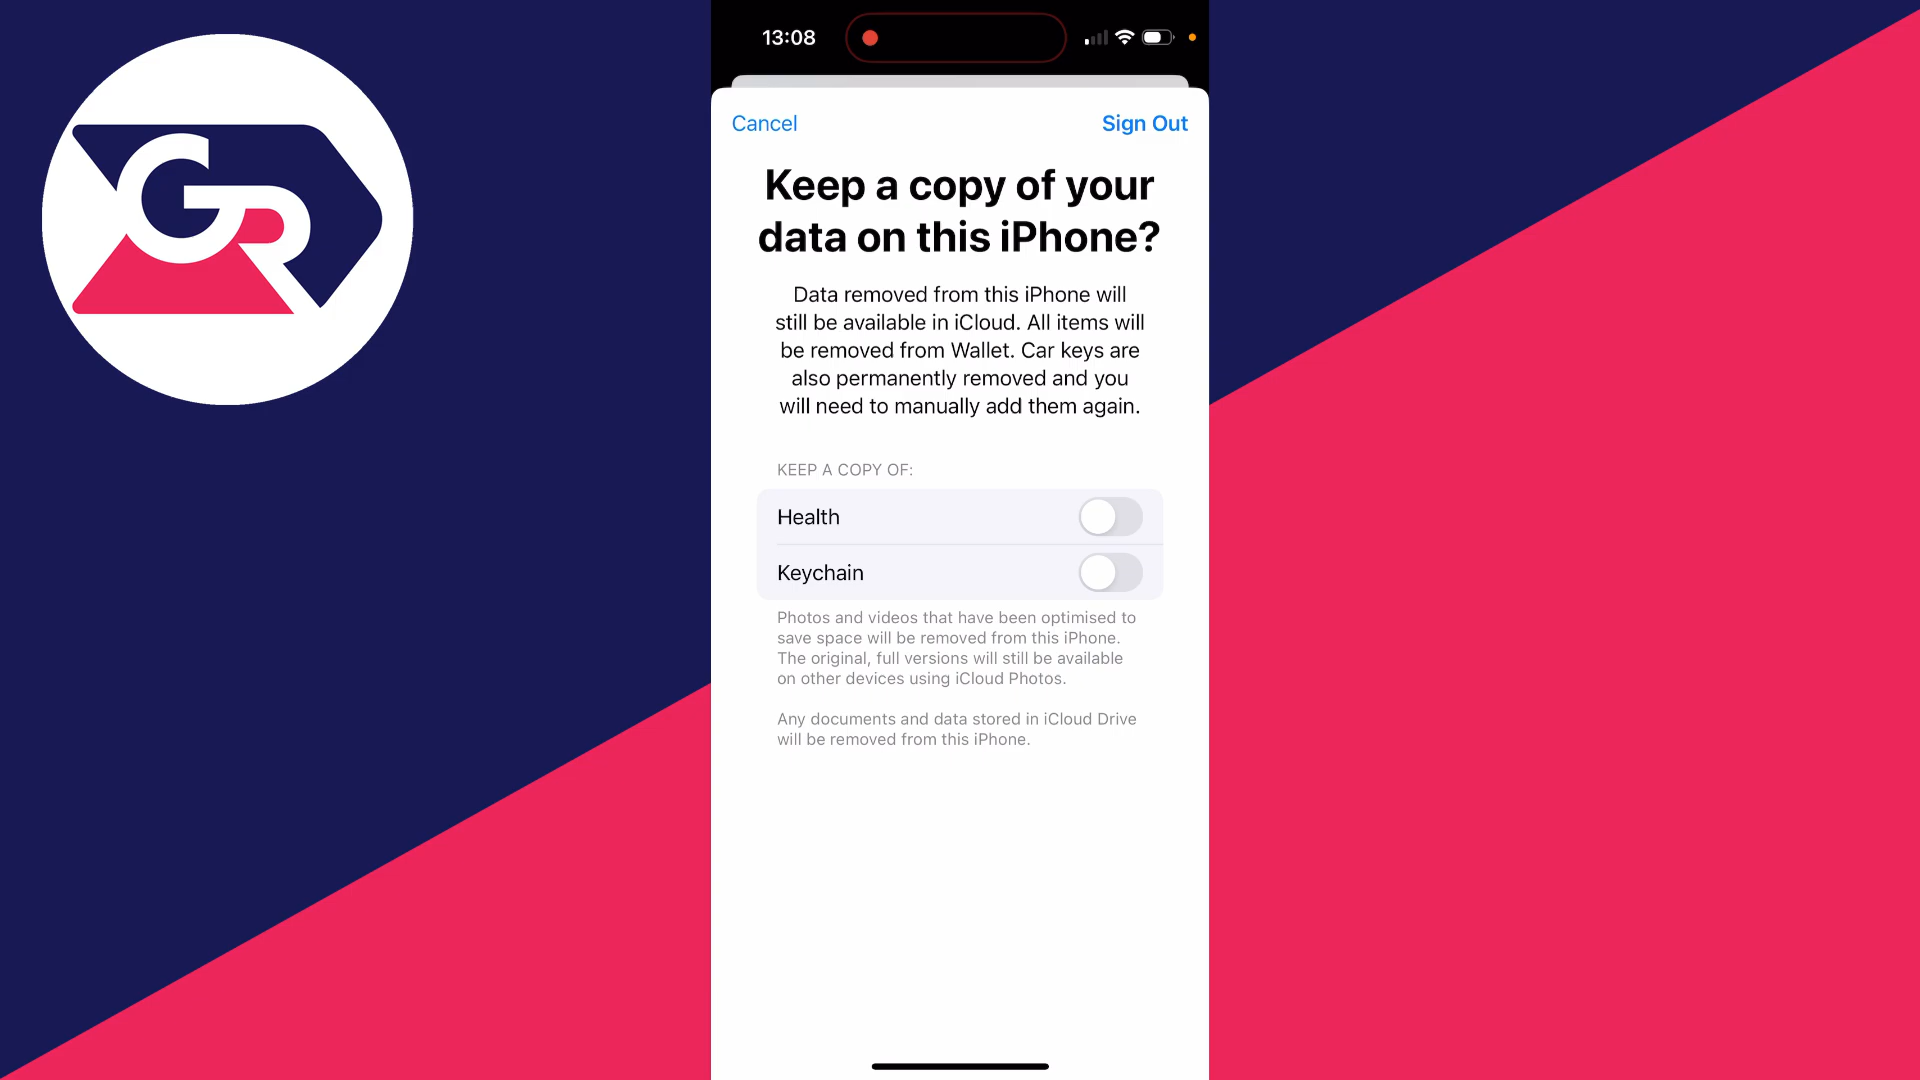 GR
13:08
Cancel
Sign Out
Keep a copy of your
data on this iPhone?
Data removed from this iPhone will
still be available in iCloud. All items will
be removed from Wallet. Car keys are
also permanently removed and you
will need to manually add them again.
KEEP A COPY OF:
Health
Keychain
Photos and videos that have been optimised to
save space will be removed from this iPhone.
The original, full versions will still be available
on other devices using iCloud Photos.
Any documents and data stored in iCloud Drive
will be removed from this iPhone.